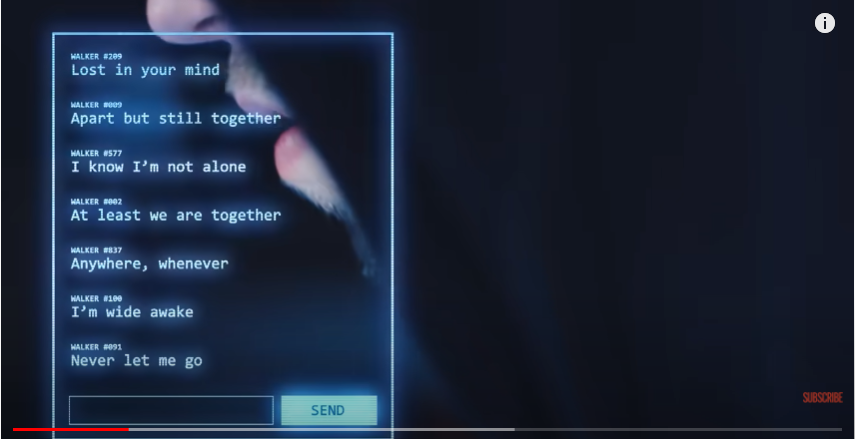 WALKER #209
Lost in your mind
WALKER #009
Apart but still together
WALKER #577
I know I'm not alone
WALKER #002
At least we are together
WALKER #837
Anywhere, whenever
WALKER #100
I'm wide awake
WALKER #091
Never let me go
SEND
SUBSCRIBE